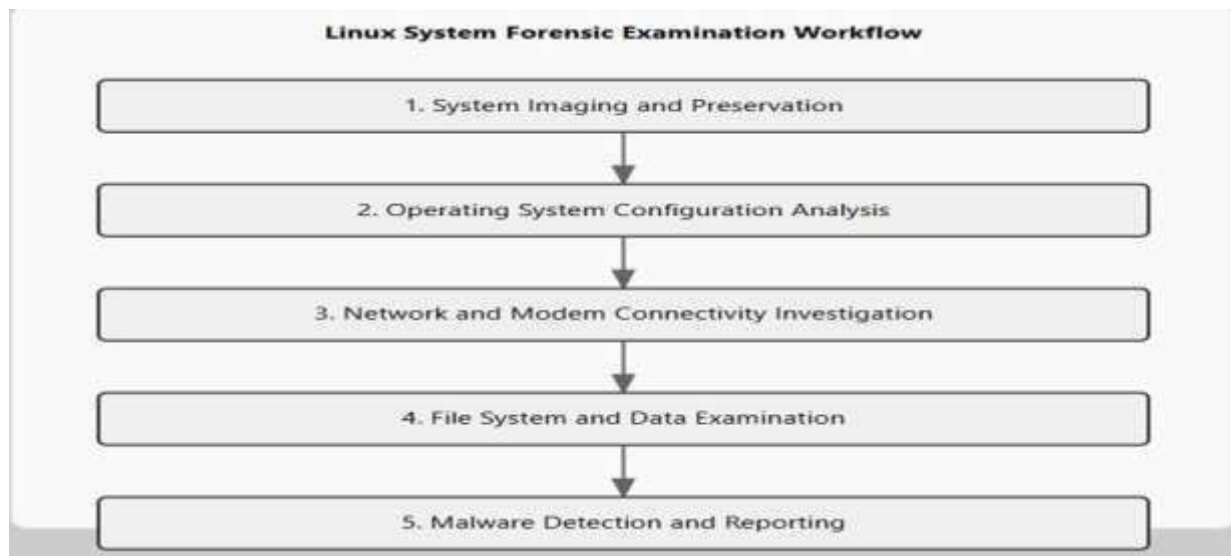 Linux System Forensic Examination Workflow
1. System Imaging and Preservation
2. Operating System Configuration Analysis
3. Network and Modem Connectivity Investigation
4. File System and Data Examination
5. Malware Detection and Reporting